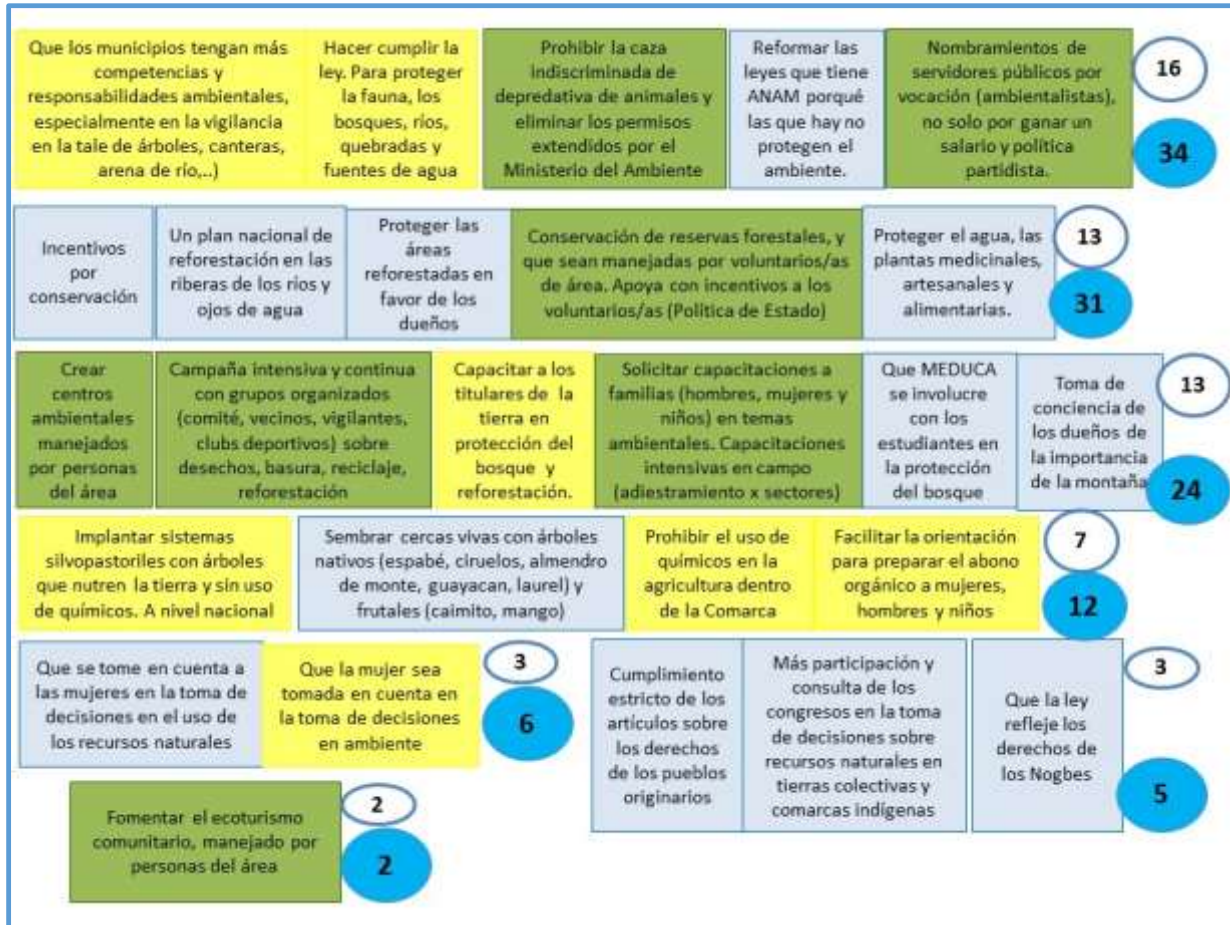 Que los municipios tengan más
competencias y
responsabilidades ambientales,
especialmente en la vigilancia
en la tale de árboles, canteras,
arena de río,..)
Hacer cumplir la
ley. Para proteger
la fauna, los
bosques, ríos,
quebradas y
fuentes de agua
Prohibir la caza
indiscriminada de
depredativa de animales y
eliminar los permisos
extendidos por el
Ministerio del Ambiente
Reformar las
leyes que tiene
ANAM porqué
las que hay no
protegen el
ambiente.
Nombramientos de
servidores públicos por
vocación (ambientalistas),
no solo por ganar un
salario y política
partidista.
16
34
Incentivos
por
conservación
Un plan nacional de
reforestación en las
riberas de los ríos y
ojos de agua
Proteger las
áreas
reforestadas en
favor de los
dueños
Conservación de reservas forestales, y
que sean manejadas por voluntarios/as
de área. Apoya con incentivos a los
voluntarios/as (Política de Estado)
Proteger el agua, las
plantas medicinales,
artesanales y
alimentarias.
13
31
Crear
centros
ambientales
manejados
por personas
del área
Campaña intensiva y continua
con grupos organizados
(comité, vecinos, vigilantes,
clubs deportivos) sobre
desechos, basura, reciclaje,
reforestación
Capacitar a los
titulares de la
tierra en
protección del
bosque y
reforestación.
Solicitar capacitaciones a
familias (hombres, mujeres y
niños) en temas
ambientales. Capacitaciones
intensivas en campo
(adiestramiento x sectores)
Que MEDUCA
se involucre
con los
estudiantes en
la protección
del bosque
Toma de
conciencia de
los dueños de
la importancia
de la montaña
13
24
Implantar sistemas
silvopastoriles con árboles
que nutren la tierra y sin uso
de químicos. A nivel nacional
Sembrar cercas vivas con árboles
nativos (espabé, ciruelos, almendro
de monte, guayacan, laurel) y
frutales (caimito, mango)
Prohibir el uso de
químicos en la
agricultura dentro
de la Comarca
Facilitar la orientación
para preparar el abono
orgánico a mujeres,
hombres y niños
7
12
Que se tome en cuenta a
las mujeres en la toma de
decisiones en el uso de
los recursos naturales
Que la mujer sea
tomada en cuenta en
la toma de decisiones
en ambiente
3
6
Cumplimiento
estricto de los
artículos sobre
los derechos
de los pueblos
originarios
Más participación y
consulta de los
congresos en la toma
de decisiones sobre
recursos naturales en
tierras colectivas y
comarcas indígenas
Que la ley
refleje los
derechos de
los Nogbes
3
5
Fomentar el ecoturismo
comunitario, manejado por
personas del área
2
2